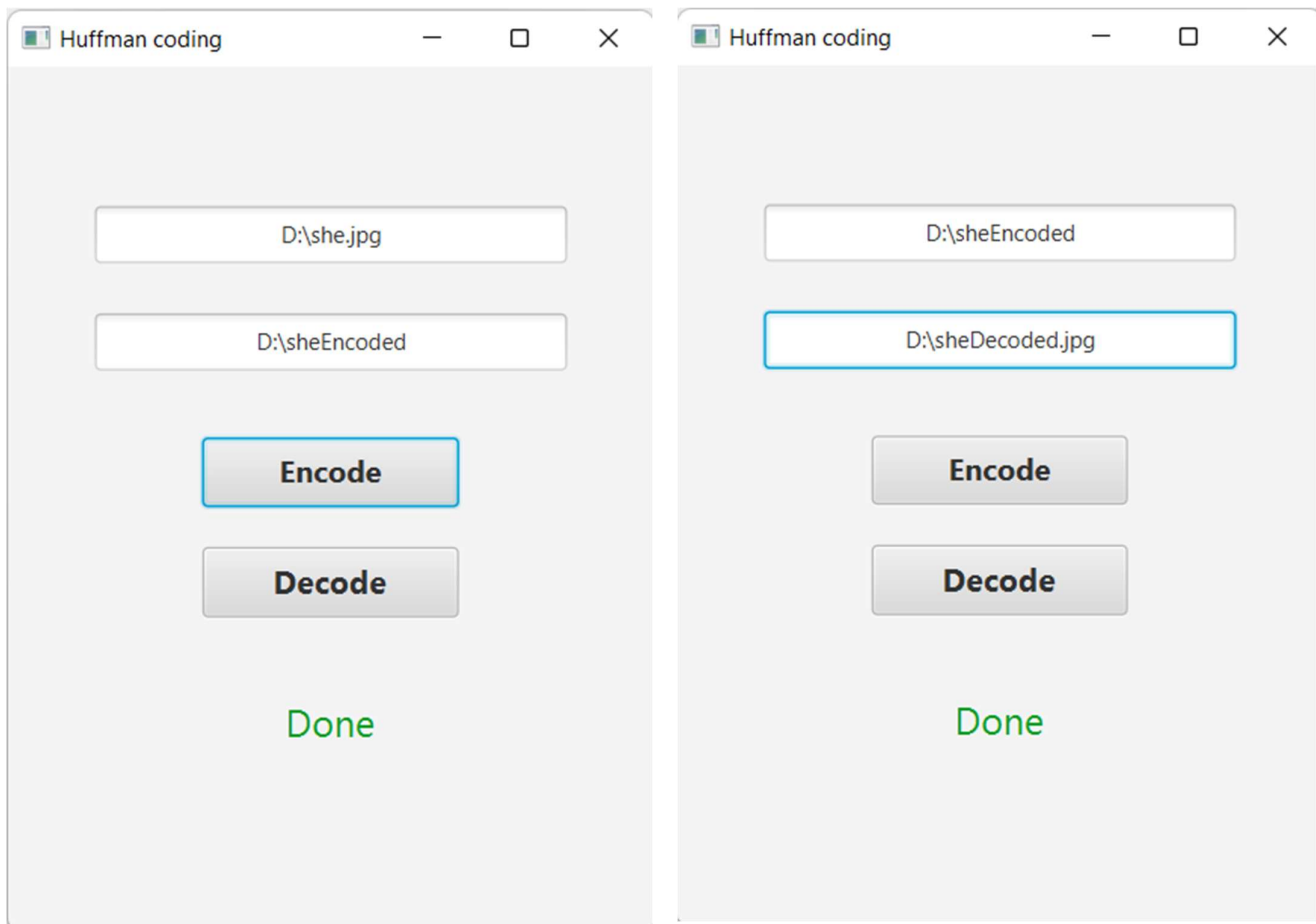 Huffman coding
D:\she.jpg
D:\sheEncoded
Encode
Decode
Done
Huffman coding
D:\sheEncoded
D:\sheDecoded.jpg
Encode
Decode
Done